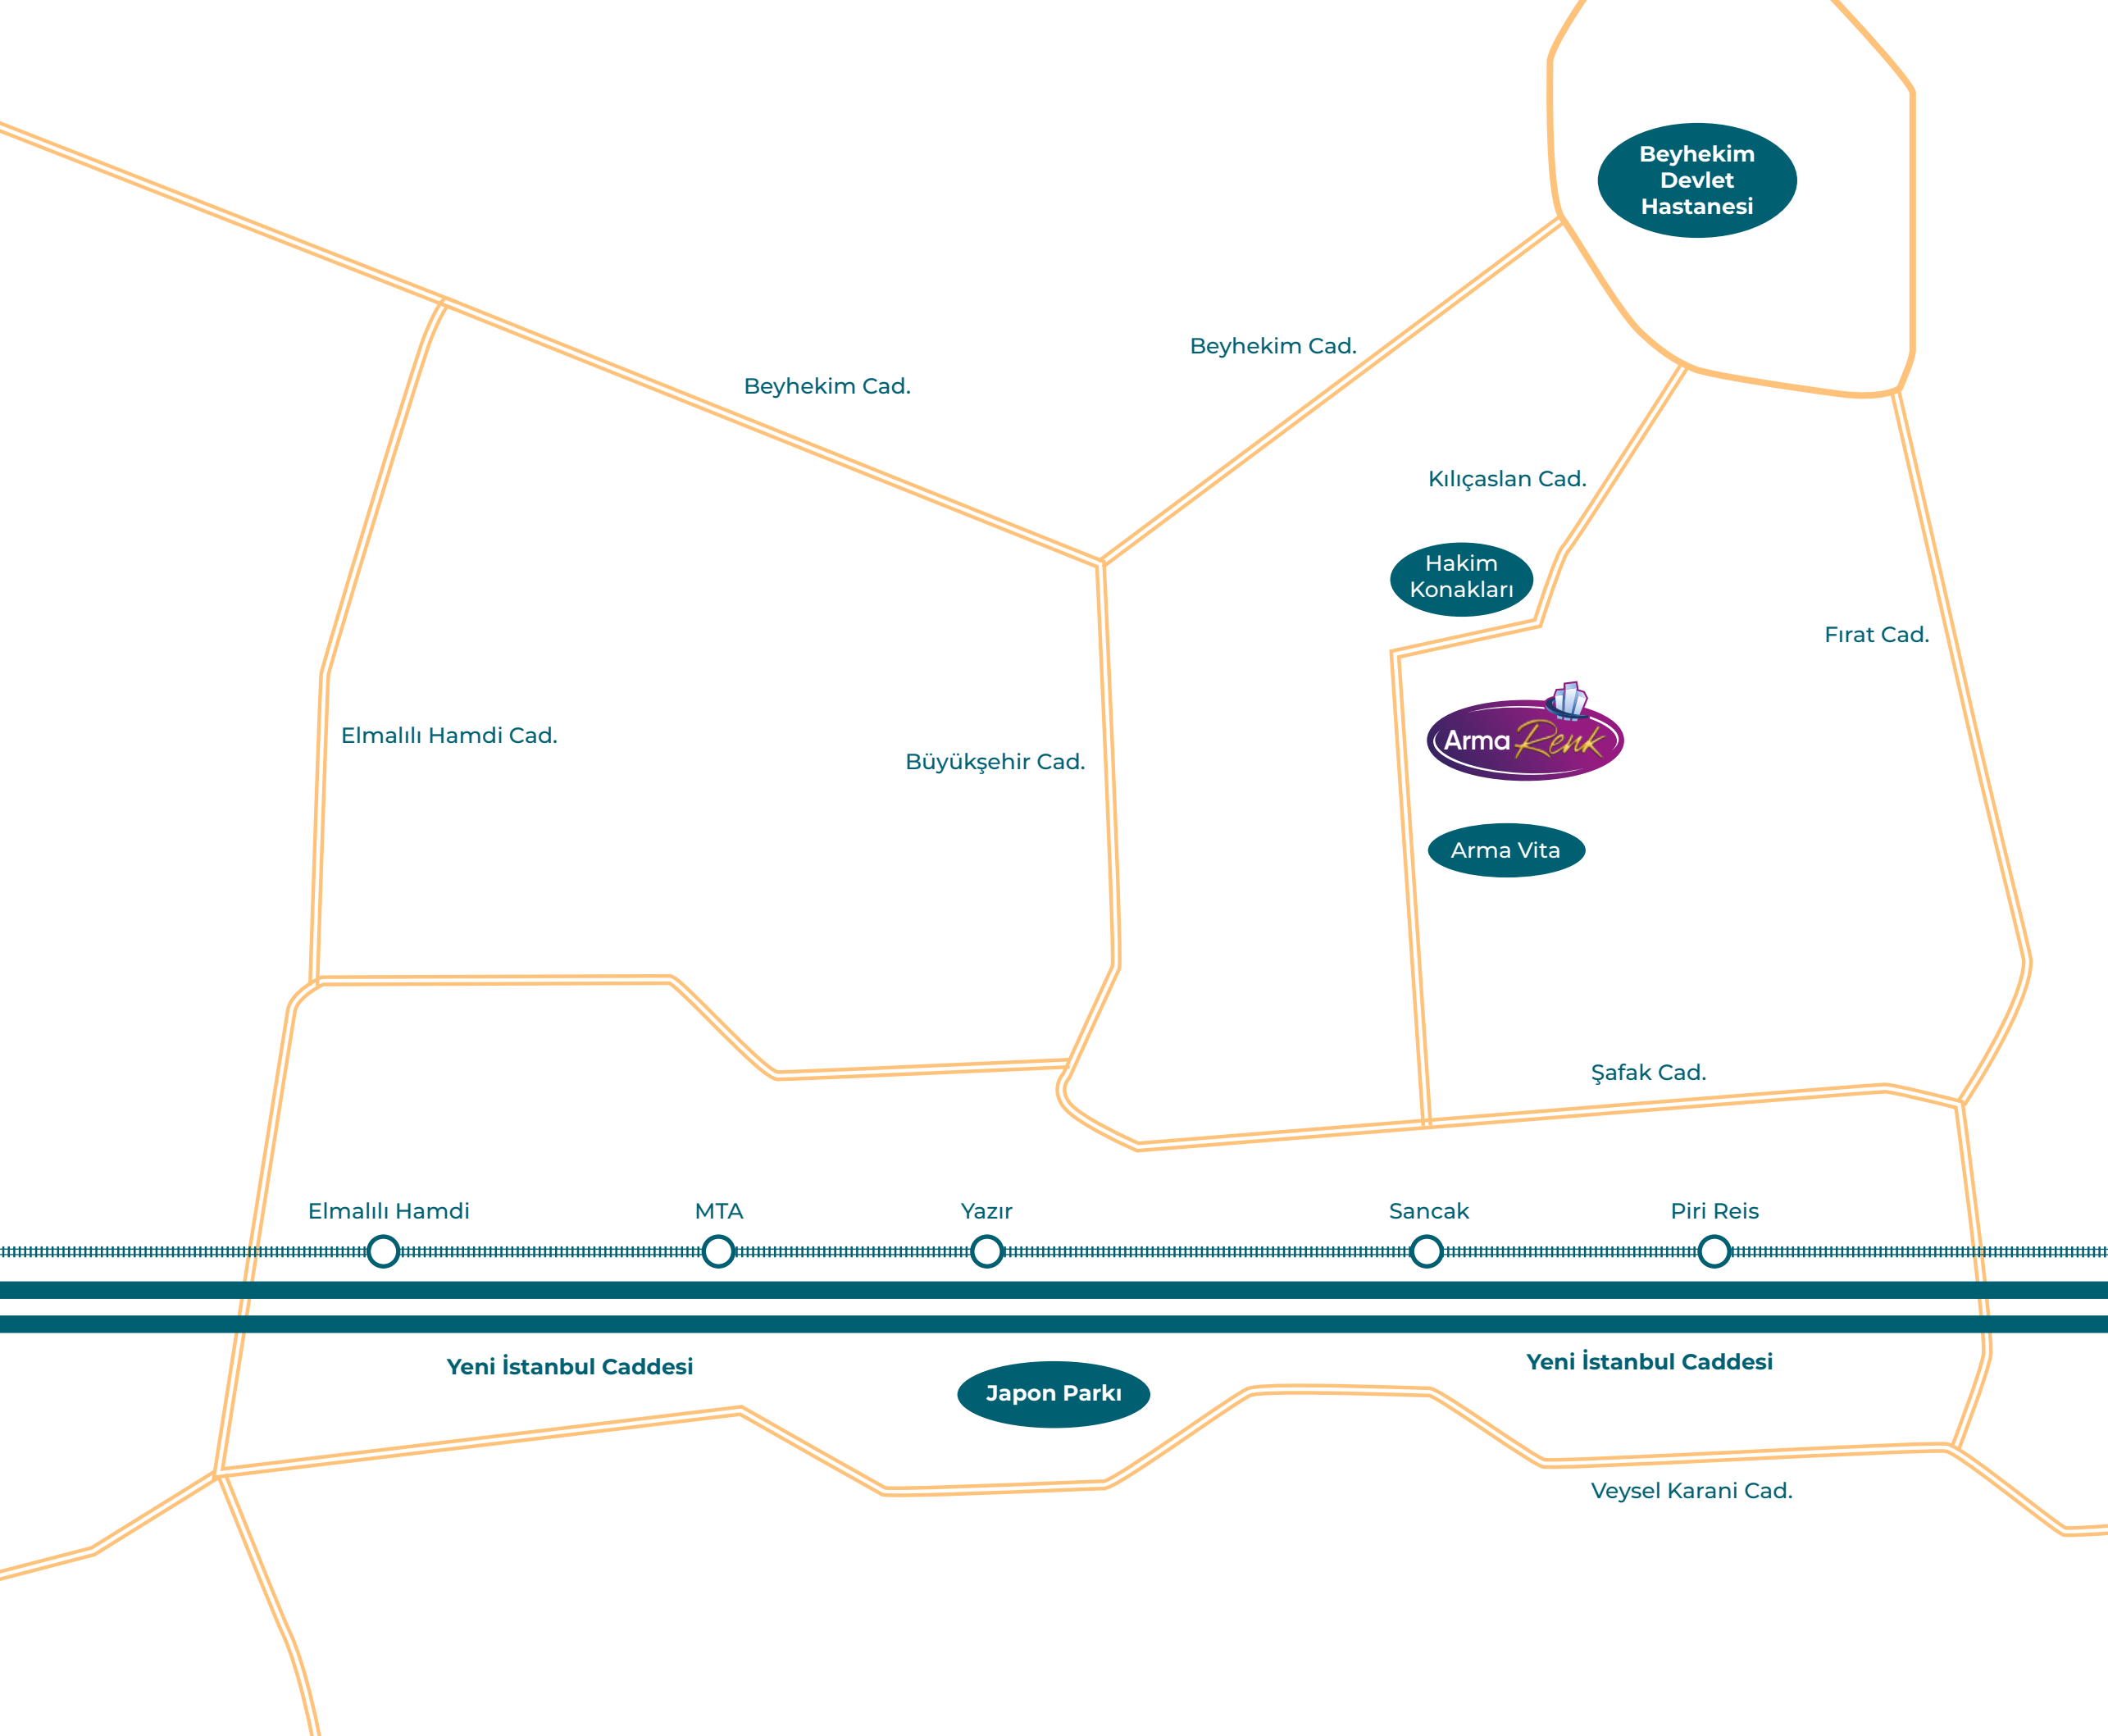 Beyhekim
Devlet
Hastanesi
Beyhekim Cad.
Beyhekim Cad.
Kılıçaslan Cad.
Hakim
Konakları
Fırat Cad.
Elmalılı Hamdi Cad.
Büyükşehir Cad.
Arma Renk
Arma Vita
Şafak Cad.
Elmalılı Hamdi
MTA
Yazır
Sancak
Piri Reis
Yeni İstanbul Caddesi
Japon Parkı
Yeni İstanbul Caddesi
Veysel Karani Cad.